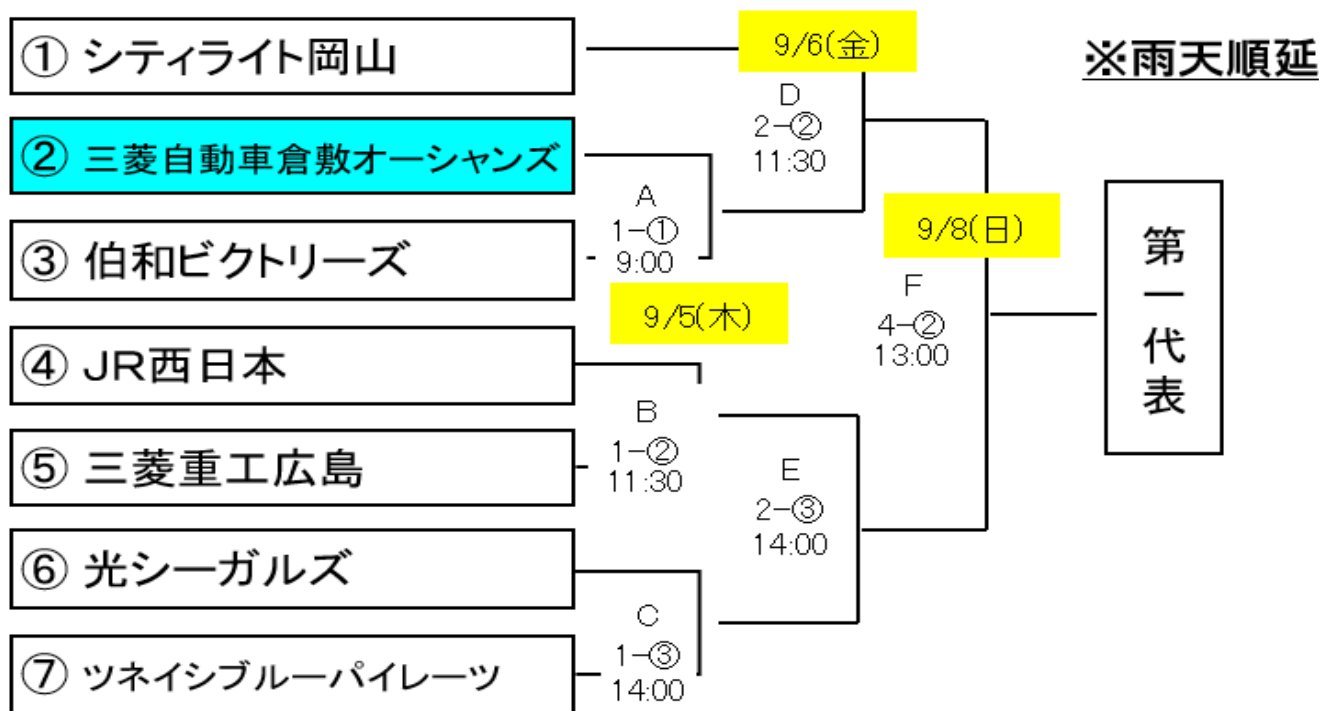 ① シティライト岡山
② 三菱自動車倉敷オーシャンズ
③ 伯和ビクトリーズ
④ JR西日本
⑤ 三菱重工広島
⑥ 光シーガルズ
⑦ ツネイシブルーパイレーツ
A
1-①
9:00
9/5(木)
B
1-②
11:30
C
1-③
14:00
9/6(金)
D
2-②
11:30
E
2-③
14:00
9/8(日)
F
4-②
13:00
※雨天順延
第一代表